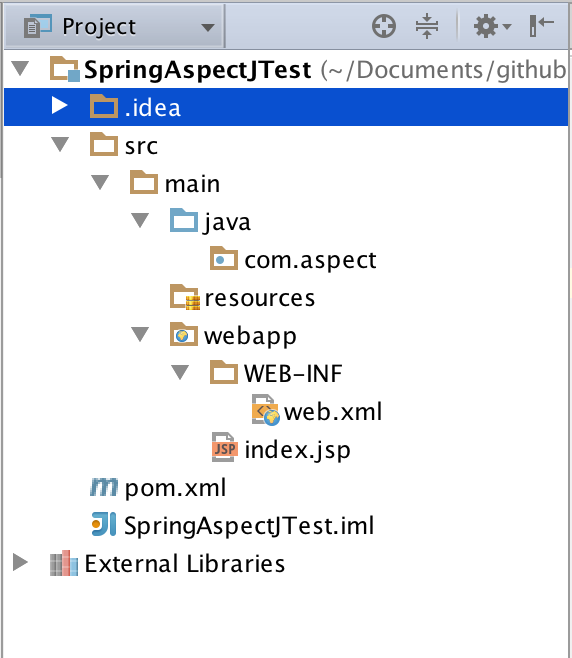 Project
SpringAspectJTest (~/Documents/github
.idea
src
main
java
com.aspect
resources
webapp
WEB-INF
web.xml
JSP index.jsp
m pom.xml
SpringAspectJTest.iml
External Libraries